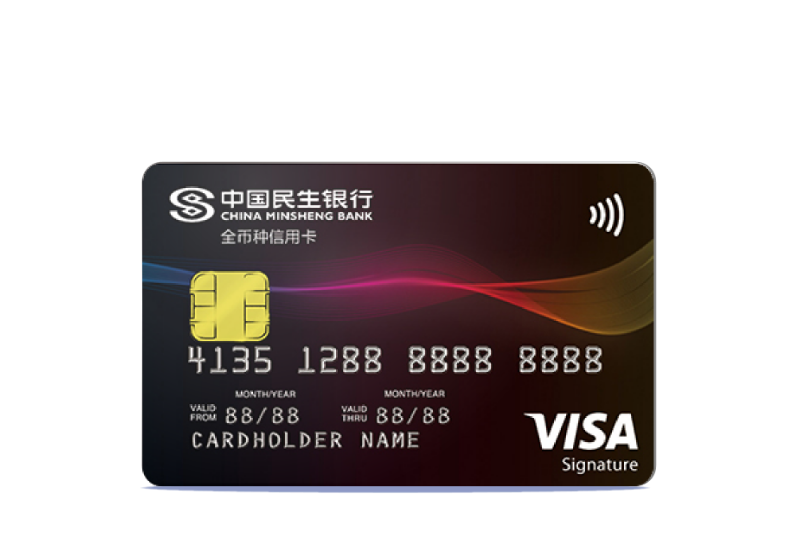 中国民生银行
CHINA MINSHENG BANK
全币种信用卡
4135 1288 8888 8888
MONTH/YEAR MONTH/YEAR
VALID FROM 88/88 VALID THRU 88/88
CARDHOLDER NAME
VISA
Signature